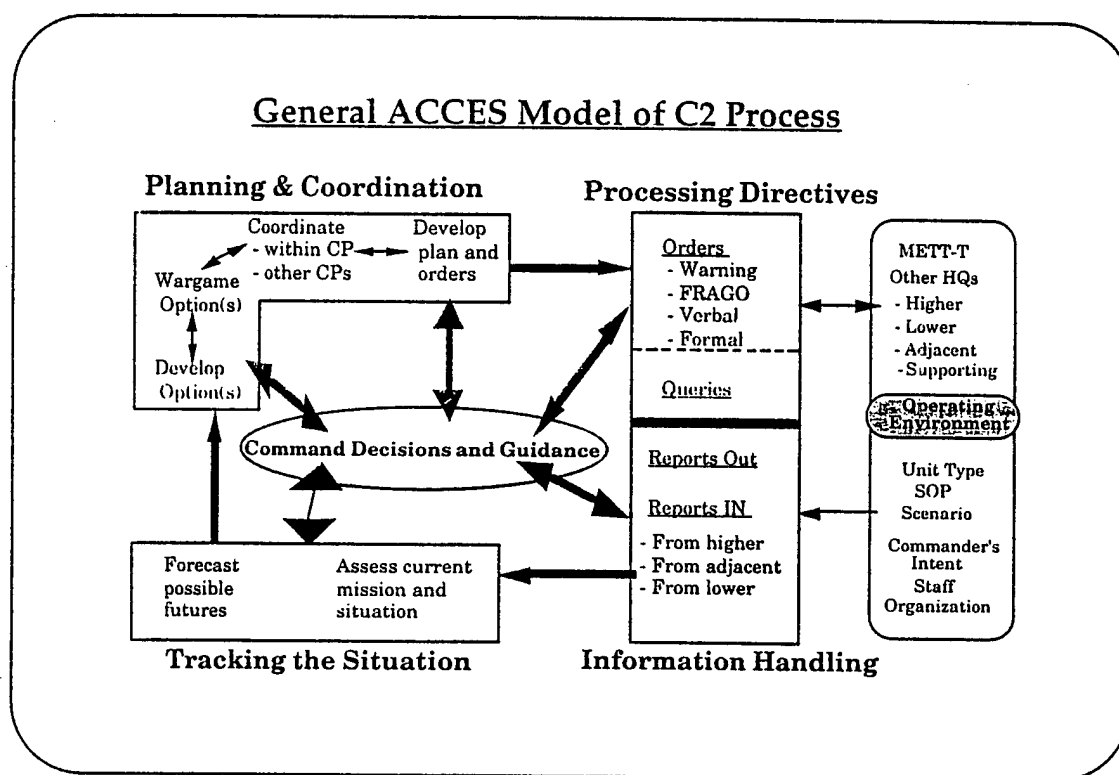 General ACCES Model of C2 Process
Planning & Coordination
Coordinate
- within CP
- other CPs
Develop
plan and
orders
Wargame
Option(s)
Develop
Option(s)
Processing Directives
Orders
- Warning
- FRAGO
- Verbal
- Formal
Queries
METT-T
Other HQs
- Higher
- Lower
- Adjacent
- Supporting
Operating
Environment
Command Decisions and Guidance
Reports Out
Reports IN
- From higher
- From adjacent
- From lower
Unit Type
SOP
Scenario
Commander's
Intent
Staff
Organization
Forecast
possible
futures
Assess current
mission and
situation
Tracking the Situation
Information Handling